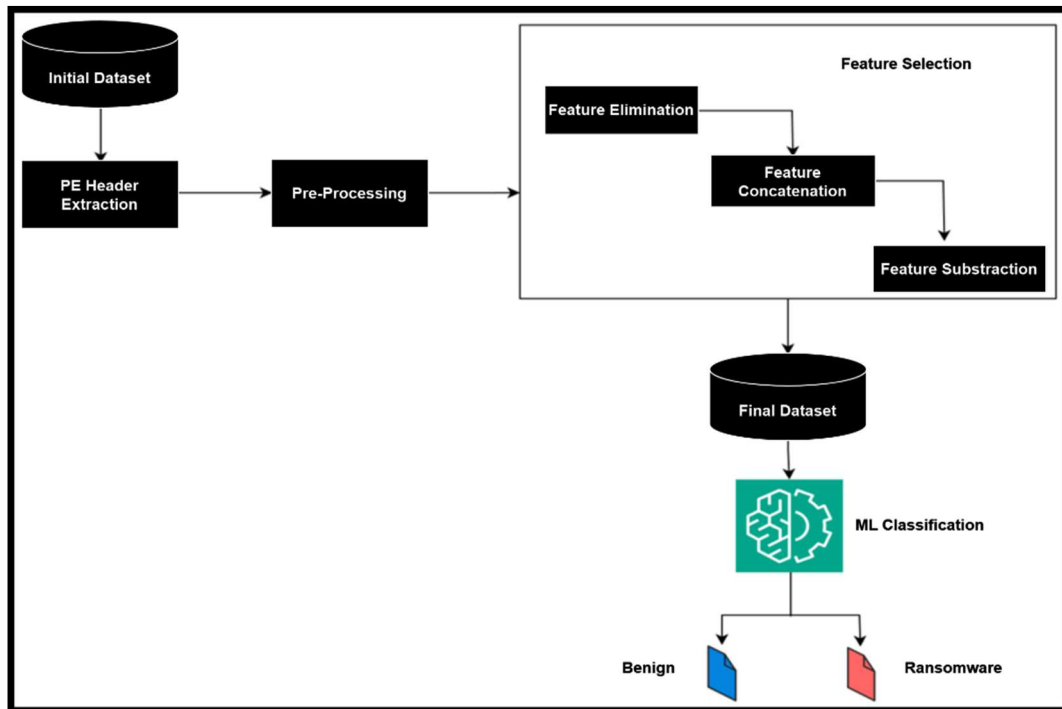 Initial Dataset
PE Header
Extraction
Pre-Processing
Feature Selection
Feature Elimination
Feature
Concatenation
Feature Substraction
Final Dataset
ML Classification
Benign
Ransomware